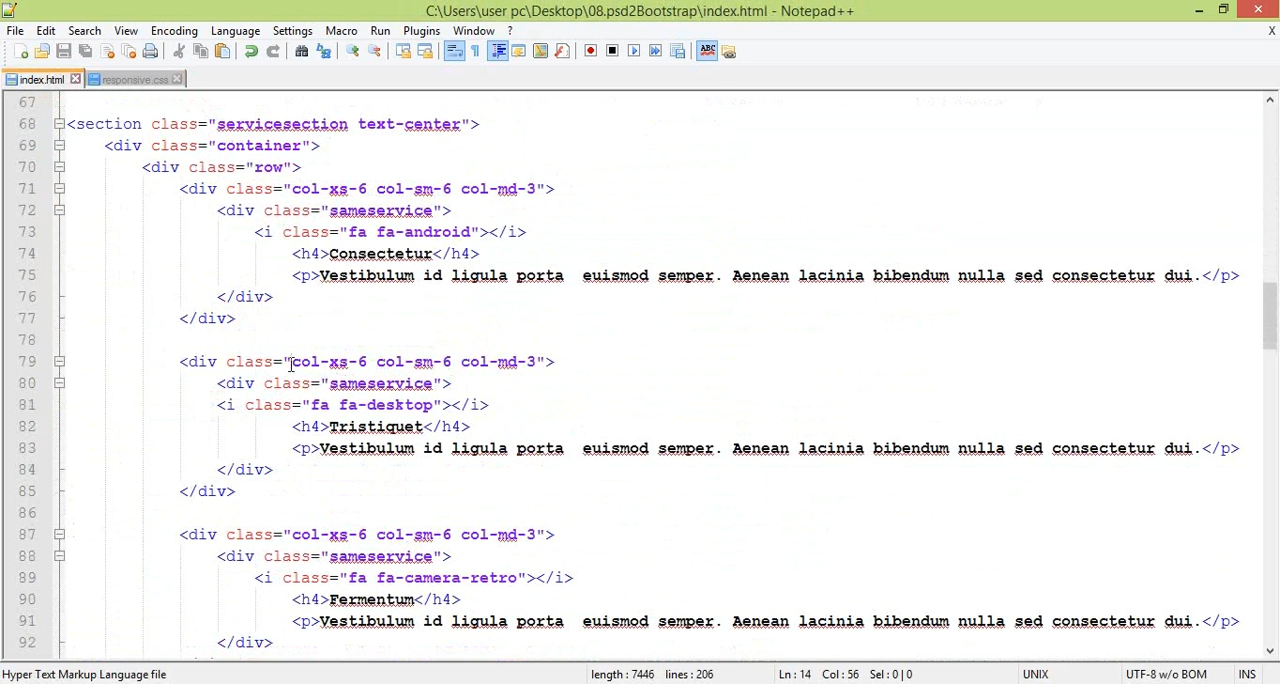 C:\Users\user pc\Desktop\08.psd2Bootstrap\index.html - Notepad++
File Edit Search View Encoding Language Settings Macro Run Plugins Window ? X
index.html responsive.css
67
68 <section class="servicesection text-center">
69 <div class="container">
70 <div class="row">
71 <div class="col-xs-6 col-sm-6 col-md-3">
72 <div class="sameservice">
73 <i class="fa fa-android"></i>
74 <h4>Consectetur</h4>
75 <p>Vestibulum id ligula porta  euismod semper. Aenean lacinia bibendum nulla sed consectetur dui.</p>
76 </div>
77 </div>
78
79 <div class="col-xs-6 col-sm-6 col-md-3">
80 <div class="sameservice">
81 <i class="fa fa-desktop"></i>
82 <h4>Tristiquet</h4>
83 <p>Vestibulum id ligula porta  euismod semper. Aenean lacinia bibendum nulla sed consectetur dui.</p>
84 </div>
85 </div>
86
87 <div class="col-xs-6 col-sm-6 col-md-3">
88 <div class="sameservice">
89 <i class="fa fa-camera-retro"></i>
90 <h4>Fermentum</h4>
91 <p>Vestibulum id ligula porta  euismod semper. Aenean lacinia bibendum nulla sed consectetur dui.</p>
92 </div>
Hyper Text Markup Language file length : 7446 lines : 206 Ln : 14 Col : 56 Sel : 0 | 0 UNIX UTF-8 w/o BOM INS